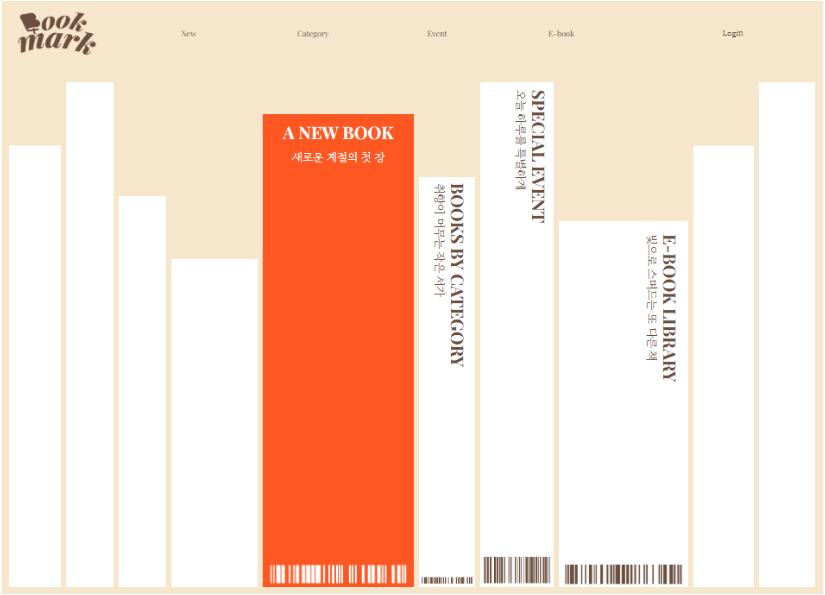 Book
mark
New
Category
Event
E-book
Login
A NEW BOOK
새로운 계절의 첫 장
BOOKS BY CATEGORY
취향이 머무는 작은 서가
SPECIAL EVENT
오늘 하루를 특별하게
E-BOOK LIBRARY
빛으로 스며드는 또 다른 책